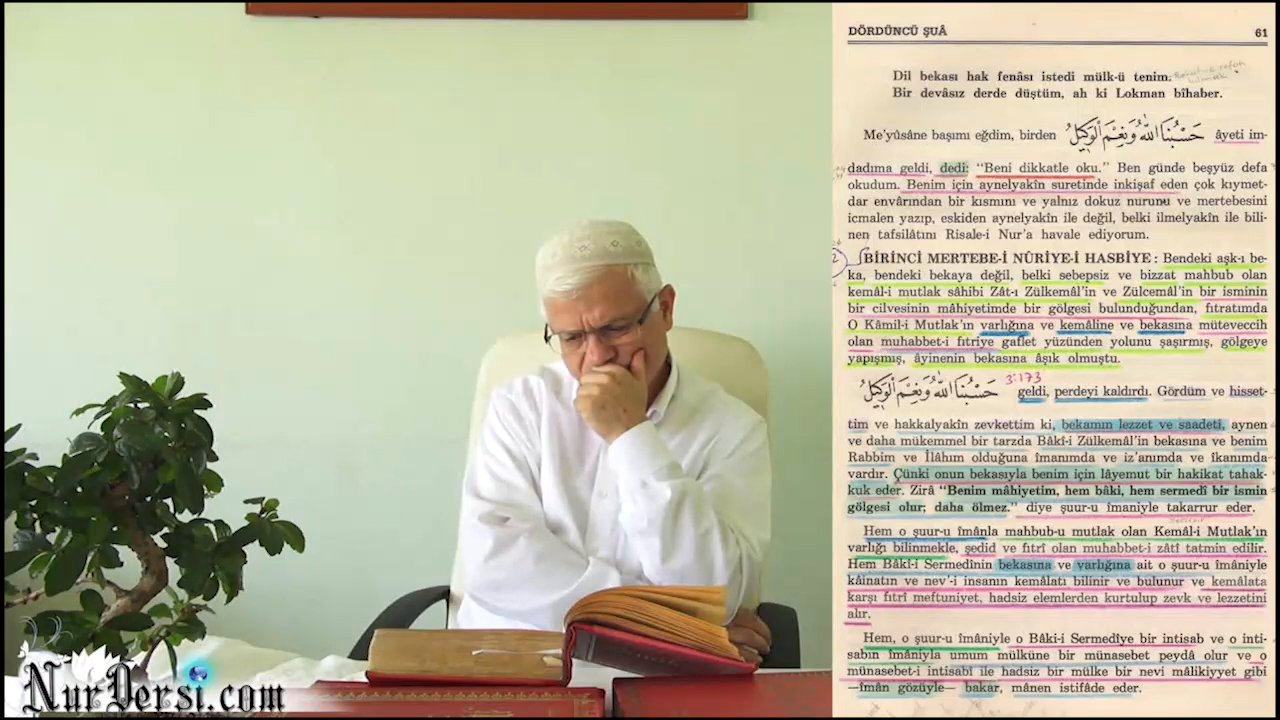 DÖRDÜNCÜ ŞUÂ 61
Dil bekası hak fenâsı istedi mülk-ü tenim.
Bir devâsız derde düştüm, ah ki Lokman bîhaber.
Me'yûsâne başımı eğdim, birden حَسْبُنَا اللّٰهُ وَنِعْمَ الْوَكِيلُ âyeti im-
dadıma geldi, dedi: "Beni dikkatle oku." Ben günde beşyüz defa
okudum. Benim için aynelyakîn suretinde inkişaf eden çok kıymet-
dar envârından bir kısmını ve yalnız dokuz nurunu ve mertebesini
icmalen yazıp, eskiden aynelyakîn ile değil, belki ilmelyakîn ile bili-
nen tafsilâtını Risale-i Nur'a havale ediyorum.
BİRİNCİ MERTEBE-İ NÛRİYE-İ HASBİYE : Bendeki aşk-ı be-
ka, bendeki bekaya değil, belki sebepsiz ve bizzat mahbub olan
kemâl-i mutlak sâhibi Zât-ı Zülkemâl'in ve Zülcemâl'in bir isminin
bir cilvesinin mâhiyetimde bir gölgesi bulunduğundan, fıtratımda
O Kâmil-i Mutlak'ın varlığına ve kemâline ve bekasına müteveccih
olan muhabbet-i fıtriye gaflet yüzünden yolunu şaşırmış, gölgeye
yapışmış, âyinenin bekasına âşık olmuştu.
3:173
حَسْبُنَا اللّٰهُ وَنِعْمَ الْوَكِيلُ geldi, perdeyi kaldırdı. Gördüm ve hisset-
tim ve hakkalyakîn zevkettim ki, bekamın lezzet ve saadeti, aynen
ve daha mükemmel bir tarzda Bâki-i Zülkemâl'in bekasına ve benim
Rabbim ve İlâhım olduğuna imanımda ve iz'anımda ve îkanımda
vardır. Çünki onun bekasıyla benim için lâyemut bir hakikat tahak-
kuk eder. Zirâ "Benim mâhiyetim, hem bâki, hem sermedî bir ismin
gölgesi olur; daha ölmez." diye şuur-u îmâniyle takarrur eder.
Hem o şuur-u îmânla mahbub-u mutlak olan Kemâl-i Mutlak'ın
varlığı bilinmekle, şedid ve fıtrî olan muhabbet-i zâtî tatmin edilir.
Hem Bâki-i Sermedînin bekasına ve varlığına ait o şuur-u îmâniyle
kâinatın ve nev'-i insanın kemâlatı bilinir ve bulunur ve kemâlata
karşı fıtrî meftuniyet, hadsiz elemlerden kurtulup zevk ve lezzetini
alır.
Hem, o şuur-u îmâniyle o Bâki-i Sermedîye bir intisab ve o inti-
sabın îmâniyla umum mülküne bir münasebet peydâ olur ve o
münasebet-i intisabî ile hadsiz bir mülke bir nevi mâlikiyyet gibi
—îmân gözüyle— bakar, mânen istifâde eder.
NurDersi.com